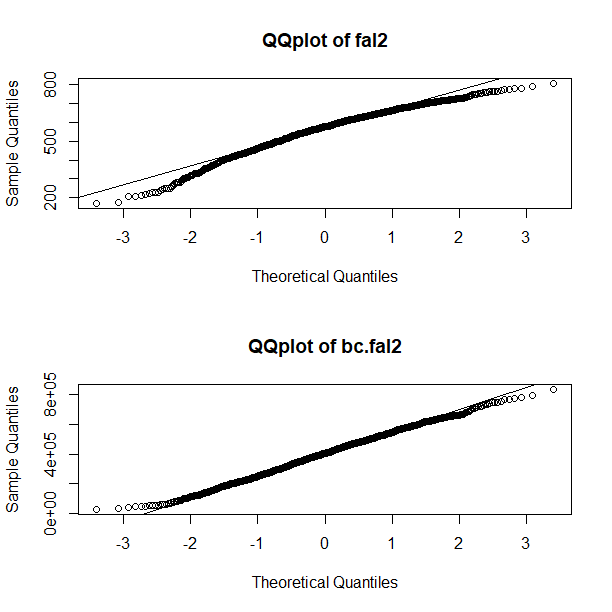 QQplot of fal2
Sample Quantiles
200 500 800
-3 -2 -1 0 1 2 3
Theoretical Quantiles
QQplot of bc.fal2
Sample Quantiles
0e+00 4e+05 8e+05
-3 -2 -1 0 1 2 3
Theoretical Quantiles